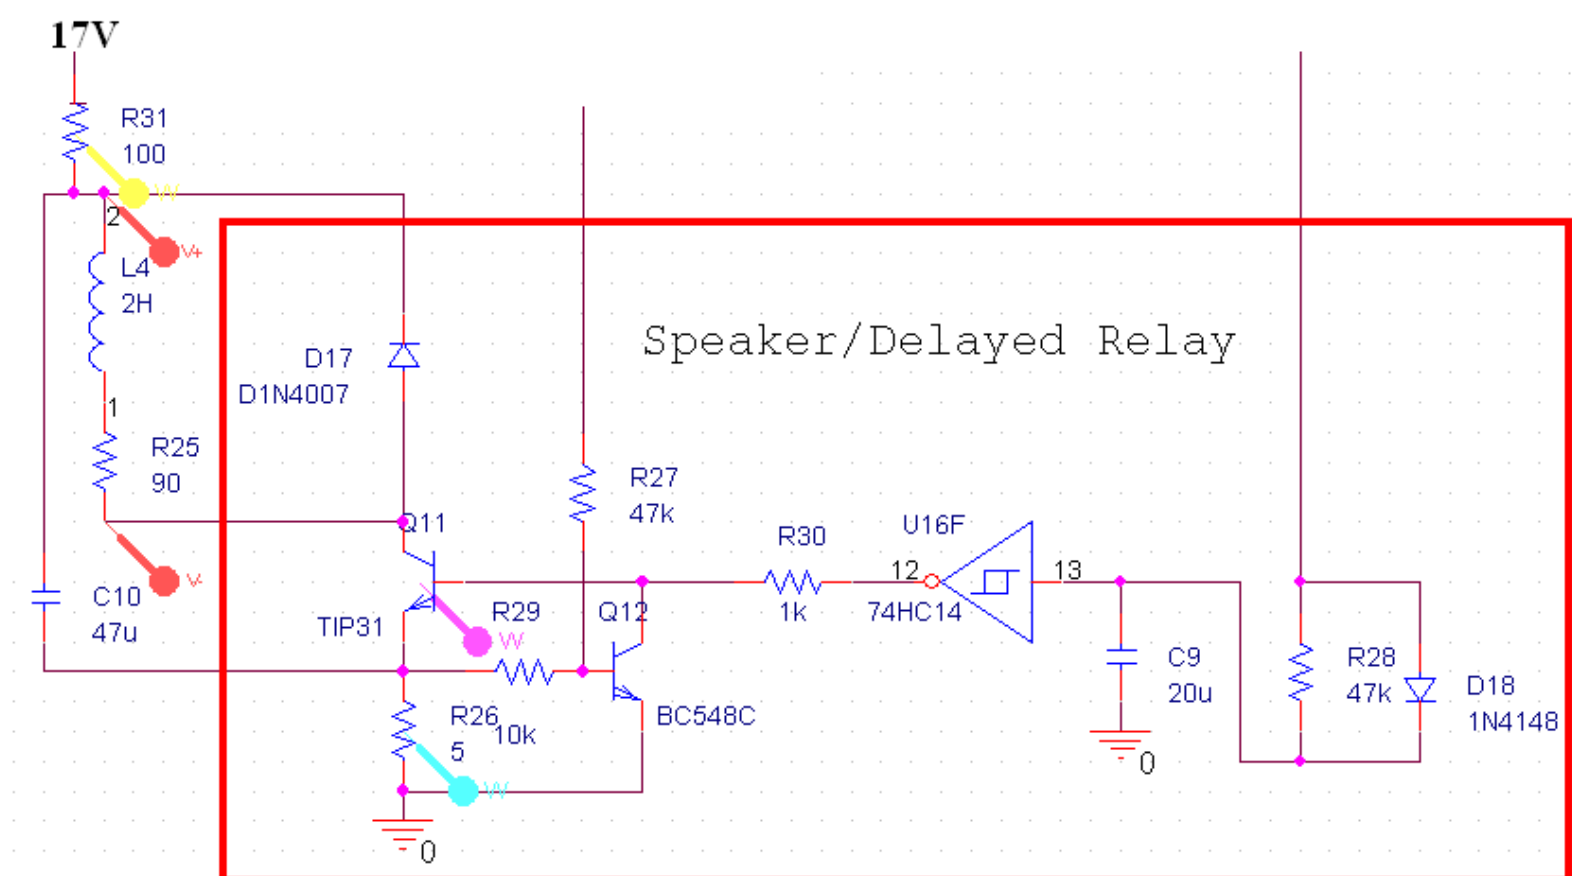 17V
R31
100
W
2
V+
L4
2H
Speaker/Delayed Relay
D17
D1N4007
1
R25
90
R27
47k
Q11
V-
C10
47u
TIP31
R29
10k
W
Q12
BC548C
R30
1k
U16F
12
13
74HC14
C9
20u
0
R28
47k
D18
1N4148
R26
5
W
0